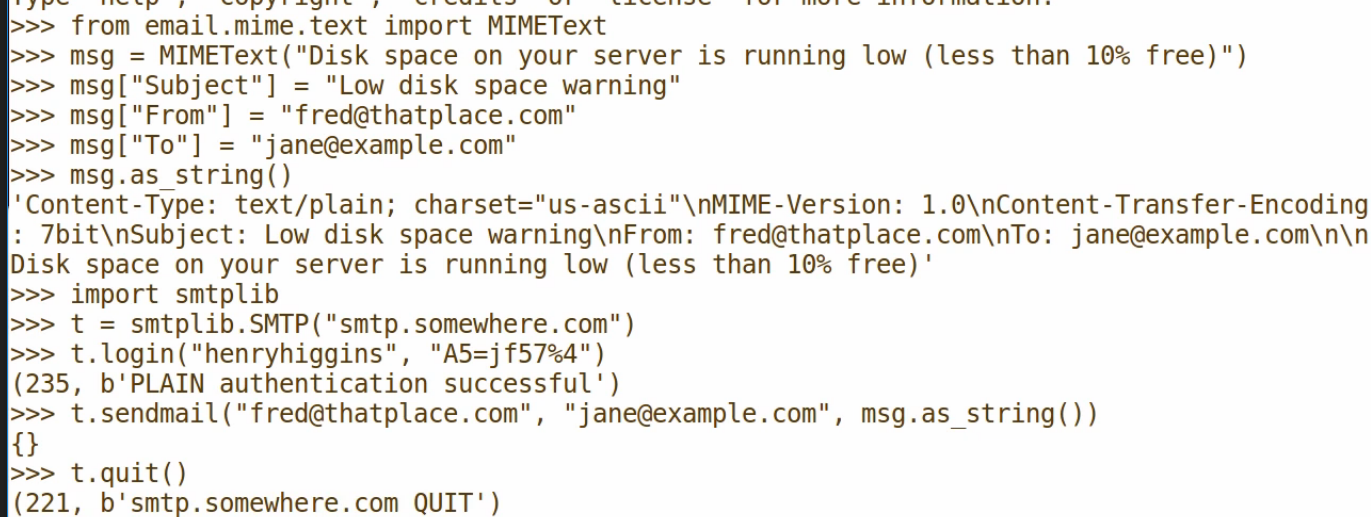 Type "help", "copyright", "credits" or "license" for more information.
>>> from email.mime.text import MIMEText
>>> msg = MIMEText("Disk space on your server is running low (less than 10% free)")
>>> msg["Subject"] = "Low disk space warning"
>>> msg["From"] = "fred@thatplace.com"
>>> msg["To"] = "jane@example.com"
>>> msg.as_string()
'Content-Type: text/plain; charset="us-ascii"\nMIME-Version: 1.0\nContent-Transfer-Encoding
: 7bit\nSubject: Low disk space warning\nFrom: fred@thatplace.com\nTo: jane@example.com\n\n
Disk space on your server is running low (less than 10% free)'
>>> import smtplib
>>> t = smtplib.SMTP("smtp.somewhere.com")
>>> t.login("henryhiggins", "A5=jf57%4")
(235, b'PLAIN authentication successful')
>>> t.sendmail("fred@thatplace.com", "jane@example.com", msg.as_string())
{}
>>> t.quit()
(221, b'smtp.somewhere.com QUIT')